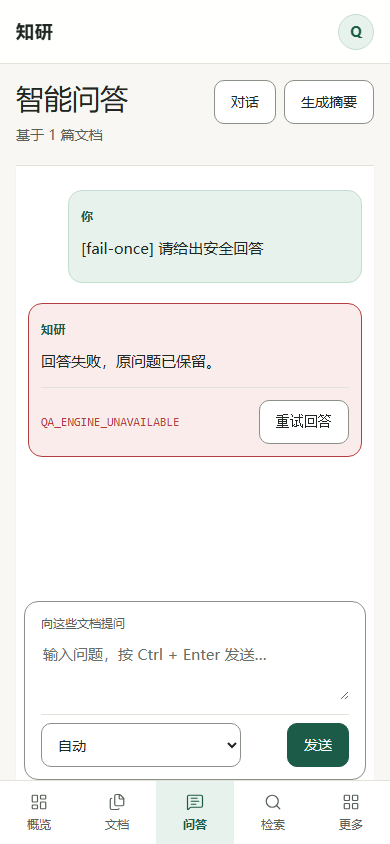 知研
Q
智能问答
对话
生成摘要
基于 1 篇文档
你
[fail-once] 请给出安全回答
知研
回答失败，原问题已保留。
QA_ENGINE_UNAVAILABLE
重试回答
向这些文档提问
输入问题，按 Ctrl + Enter 发送...
自动
发送
概览
文档
问答
检索
更多